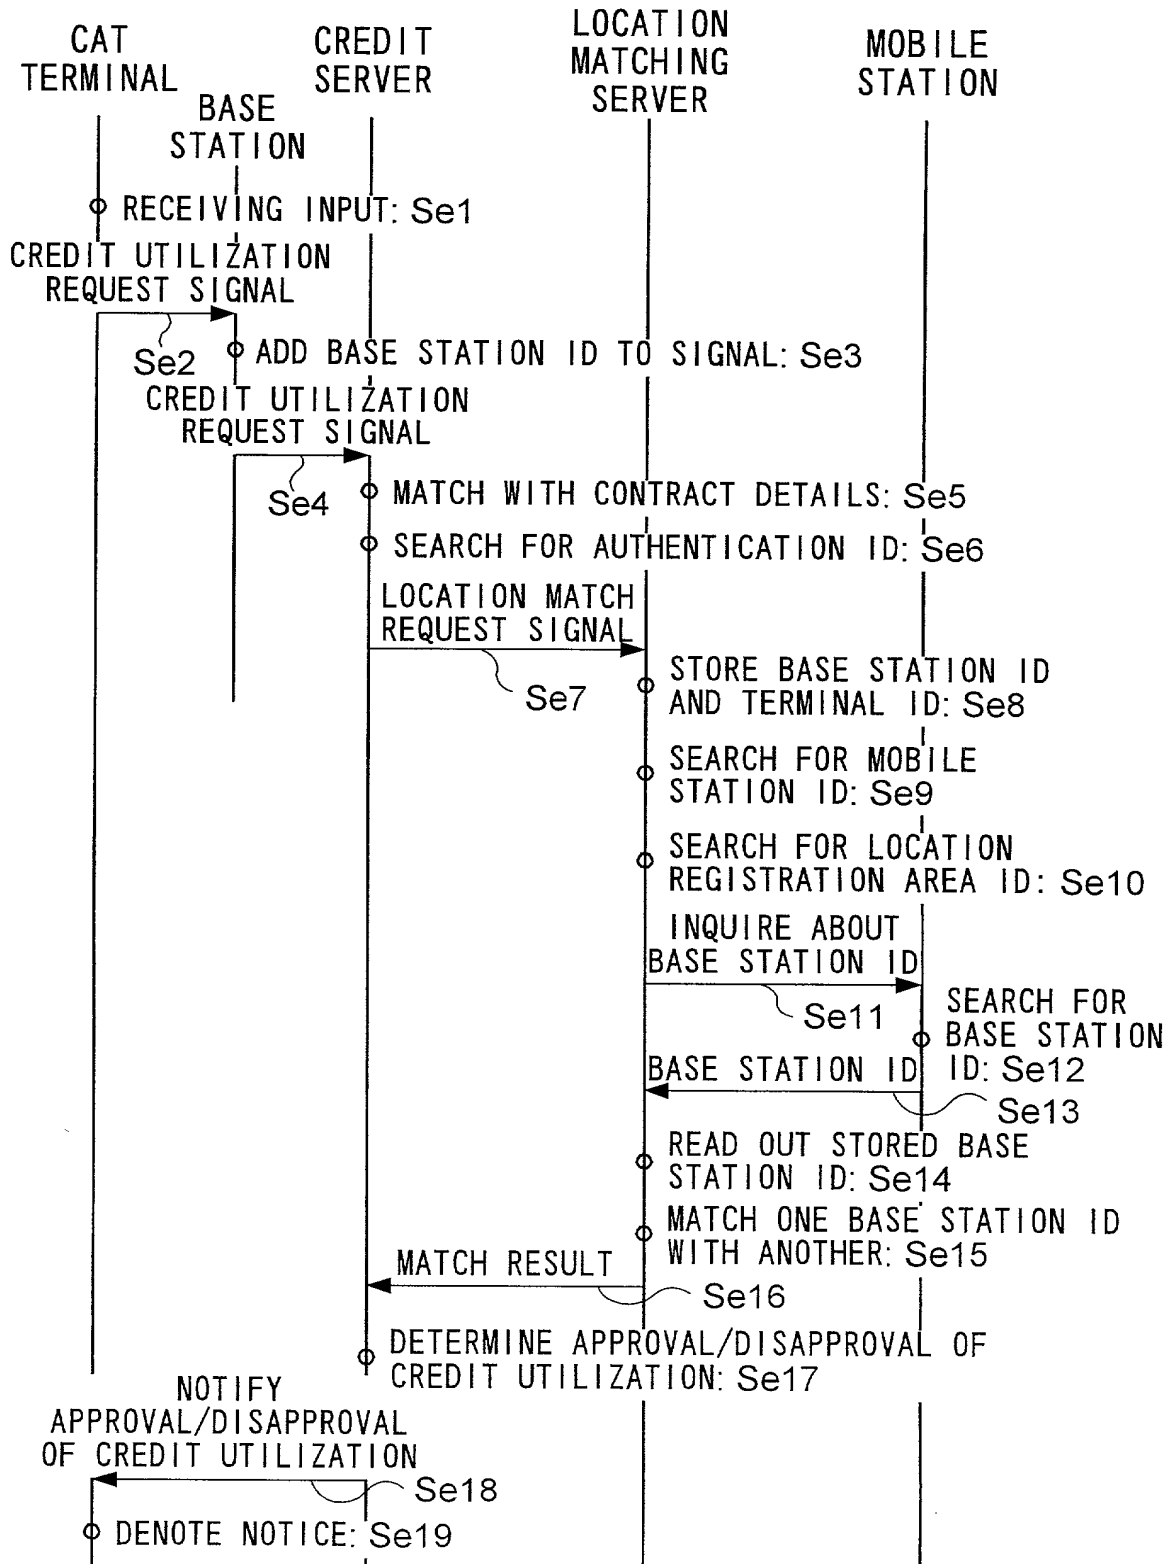 CAT
TERMINAL
BASE
STATION
CREDIT
SERVER
LOCATION
MATCHING
SERVER
MOBILE
STATION
RECEIVING INPUT: Se1
CREDIT UTILIZATION
REQUEST SIGNAL
Se2
ADD BASE STATION ID TO SIGNAL: Se3
CREDIT UTILIZATION
REQUEST SIGNAL
Se4
MATCH WITH CONTRACT DETAILS: Se5
SEARCH FOR AUTHENTICATION ID: Se6
LOCATION MATCH
REQUEST SIGNAL
Se7
STORE BASE STATION ID
AND TERMINAL ID: Se8
SEARCH FOR MOBILE
STATION ID: Se9
SEARCH FOR LOCATION
REGISTRATION AREA ID: Se10
INQUIRE ABOUT
BASE STATION ID
Se11
SEARCH FOR
BASE STATION
ID: Se12
BASE STATION ID
Se13
READ OUT STORED BASE
STATION ID: Se14
MATCH ONE BASE STATION ID
WITH ANOTHER: Se15
MATCH RESULT
Se16
DETERMINE APPROVAL/DISAPPROVAL OF
CREDIT UTILIZATION: Se17
NOTIFY
APPROVAL/DISAPPROVAL
OF CREDIT UTILIZATION
Se18
DENOTE NOTICE: Se19